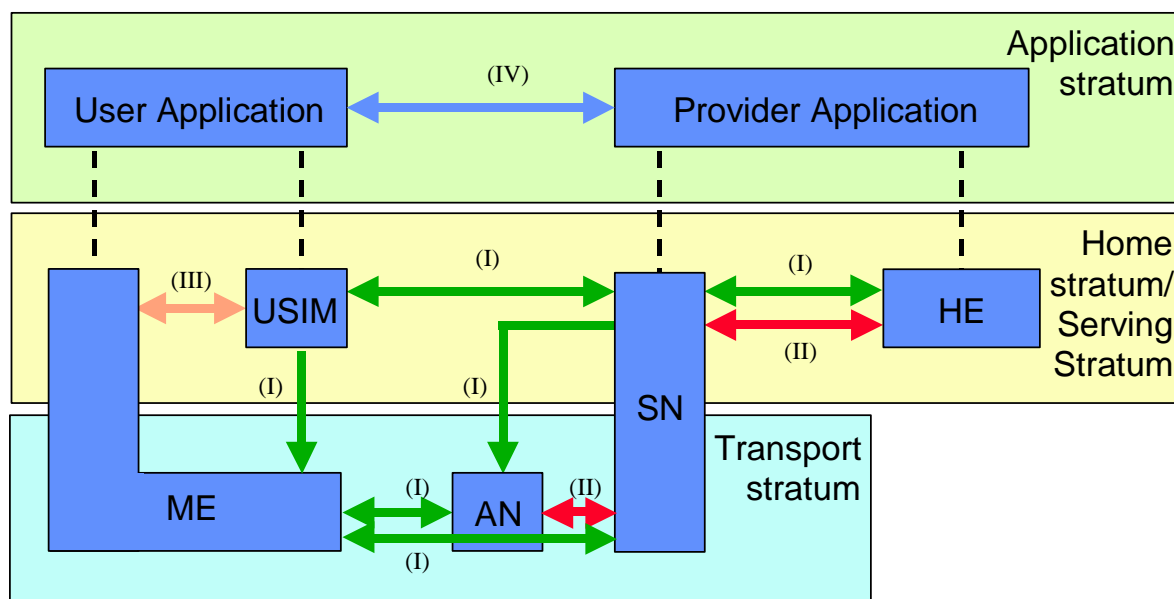 Application
stratum
(IV)
User Application
Provider Application
Home
stratum/
Serving
Stratum
(III)
USIM
(I)
(I)
HE
(II)
(I)
(I)
SN
Transport
stratum
ME
(I)
AN
(II)
(I)